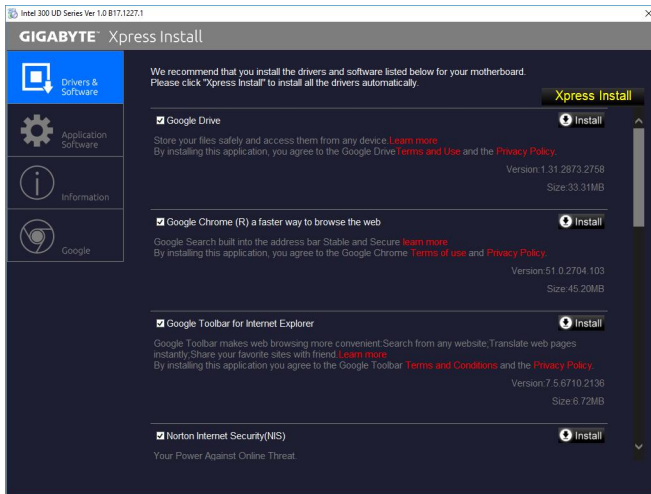 Intel 300 UD Series Ver 1.0 B17.1227.1
GIGABYTE™ Xpress Install
Drivers &
Software
Application
Software
Information
Google
We recommend that you install the drivers and software listed below for your motherboard.
Please click "Xpress Install" to install all the drivers automatically.
Xpress Install
Google Drive
Install
Store your files safely and access them from any device.Learn more
By installing this application, you agree to the Google DriveTerms and Use and the Privacy Policy.
Version:1.31.2873.2758
Size:33.31MB
Google Chrome (R) a faster way to browse the web
Install
Google Search built into the address bar Stable and Secure learn more
By installing this application, you agree to the Google Chrome Terms of use and Privacy Policy.
Version:51.0.2704.103
Size:45.20MB
Google Toolbar for Internet Explorer
Install
Google Toolbar makes web browsing more convenient:Search from any website;Translate web pages
instantly;Share your favorite sites with friend.Learn more
By installing this application you agree to the Google Toolbar Terms and Conditions and the Privacy Policy.
Version:7.5.6710.2136
Size:6.72MB
Norton Internet Security(NIS)
Install
Your Power Against Online Threat.